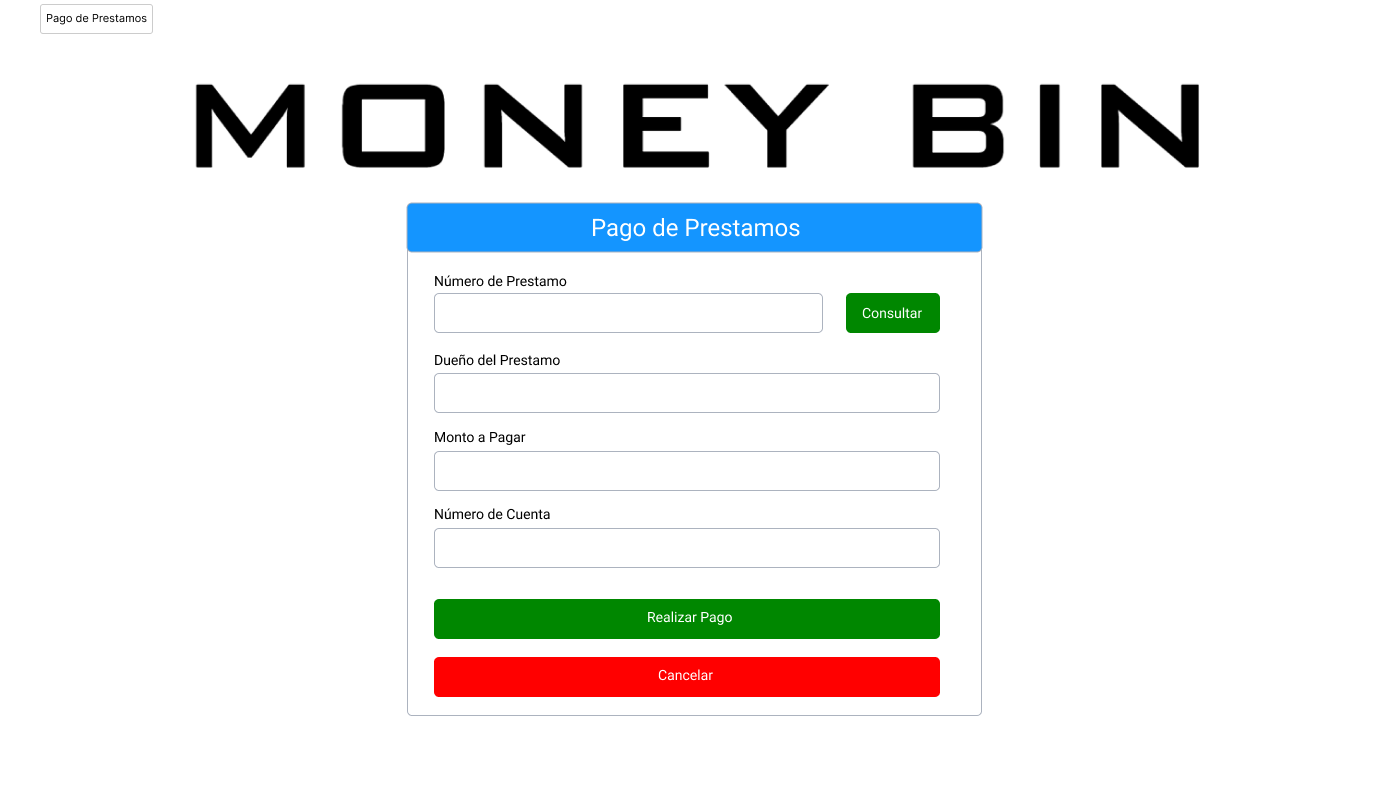 Pago de Prestamos
MONEY BIN
Pago de Prestamos
Número de Prestamo
Consultar
Dueño del Prestamo
Monto a Pagar
Número de Cuenta
Realizar Pago
Cancelar